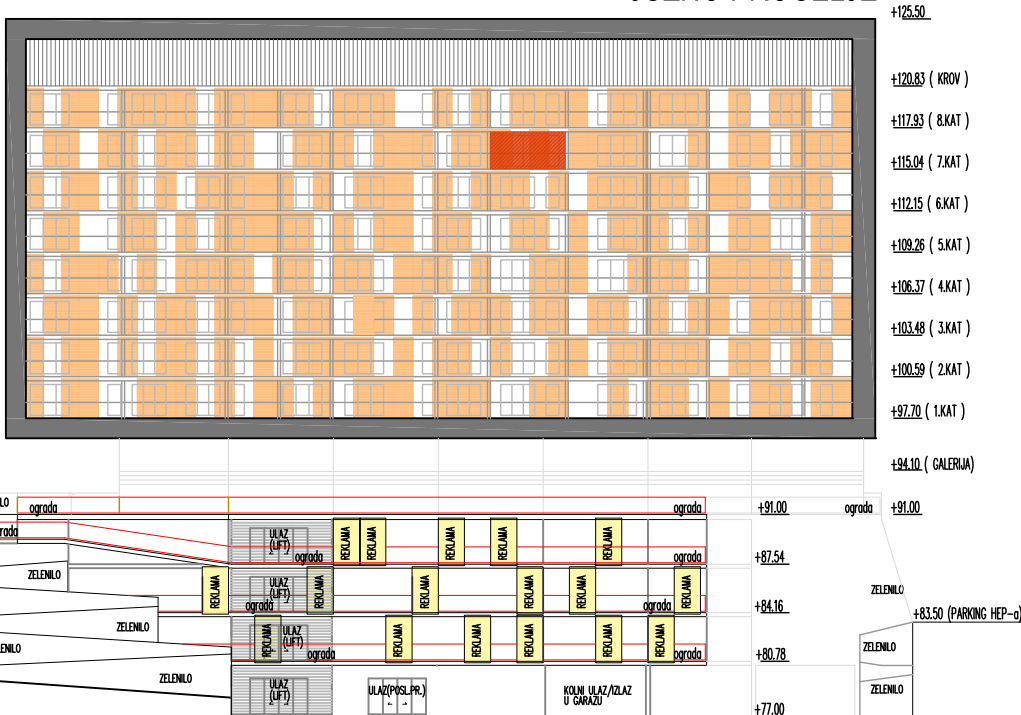 +125.50
+120.83 ( KROV )
+117.93 ( 8.KAT )
+115.04 ( 7.KAT )
+112.15 ( 6.KAT )
+109.26 ( 5.KAT )
+106.37 ( 4.KAT )
+103.48 ( 3.KAT )
+100.59 ( 2.KAT )
+97.70 ( 1.KAT )
+94.10 ( GALERIJA)
LO
ograda
ograda
+91.00
ograda
+91.00
rada
ULAZ
(LIFT)
ograda
REKLAMA
REKLAMA
REKLAMA
REKLAMA
REKLAMA
ograda
+87.54
ZELENILO
REKLAMA
ULAZ
(LIFT)
ograda
REKLAMA
REKLAMA
REKLAMA
REKLAMA
ograda
REKLAMA
+84.16
ZELENILO
+83.50 (PARKING HEP-a)
ZELENILO
REKLAMA
ULAZ
(LIFT)
ograda
REKLAMA
REKLAMA
REKLAMA
REKLAMA
REKLAMA
ograda
+80.78
ZELENILO
ENILO
ZELENILO
ULAZ
(LIFT)
ULAZ(POSL.PR.)
KOLNI ULAZ/IZLAZ
U GARAŽU
+77.00
ZELENILO